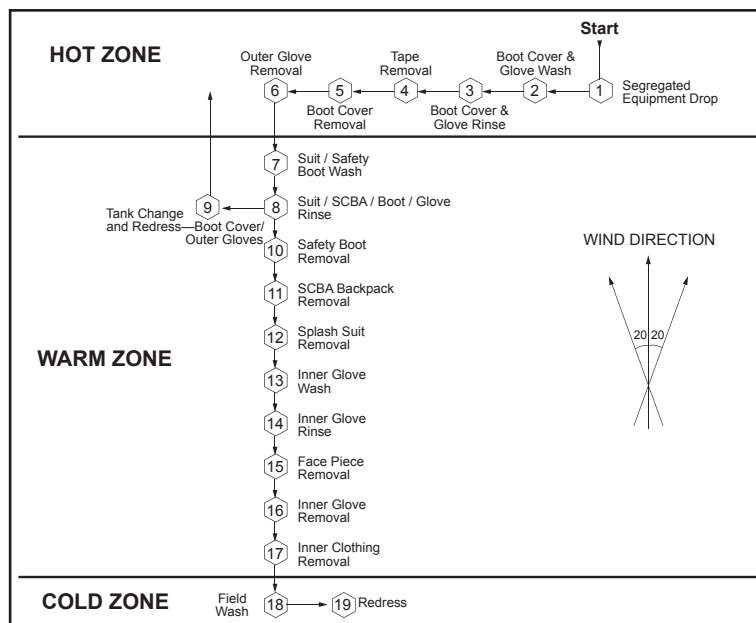 HOT ZONE
Start
Outer Glove
Removal
Tape
Removal
Boot Cover &
Glove Wash
6
5
4
3
2
1
Segregated
Equipment Drop
Boot Cover
Removal
Boot Cover &
Glove Rinse
7
Suit / Safety
Boot Wash
9
8
Suit / SCBA / Boot / Glove
Rinse
Tank Change
and Redress—Boot Cover/
Outer Gloves
10
Safety Boot
Removal
WIND DIRECTION
20
20
11
SCBA Backpack
Removal
WARM ZONE
12
Splash Suit
Removal
13
Inner Glove
Wash
14
Inner Glove
Rinse
15
Face Piece
Removal
16
Inner Glove
Removal
17
Inner Clothing
Removal
COLD ZONE
Field
Wash
18
19
Redress